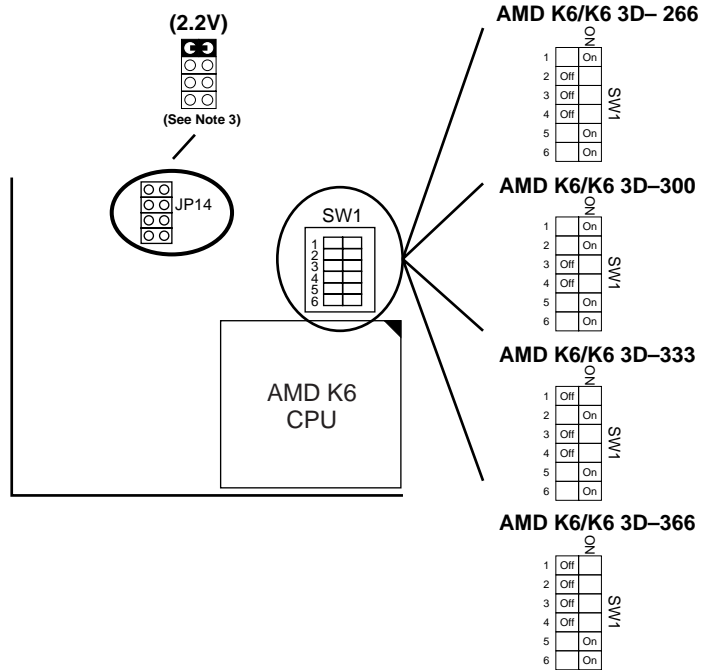 (2.2V)
(See Note 3)
JP14
SW1
1
2
3
4
5
6
AMD K6
CPU
AMD K6/K6 3D– 266
ON
1 On
2 Off
3 Off
4 Off
5 On
6 On
SW1
AMD K6/K6 3D–300
ON
1 On
2 On
3 Off
4 Off
5 On
6 On
SW1
AMD K6/K6 3D–333
ON
1 Off
2 On
3 Off
4 Off
5 On
6 On
SW1
AMD K6/K6 3D–366
ON
1 Off
2 Off
3 Off
4 Off
5 On
6 On
SW1